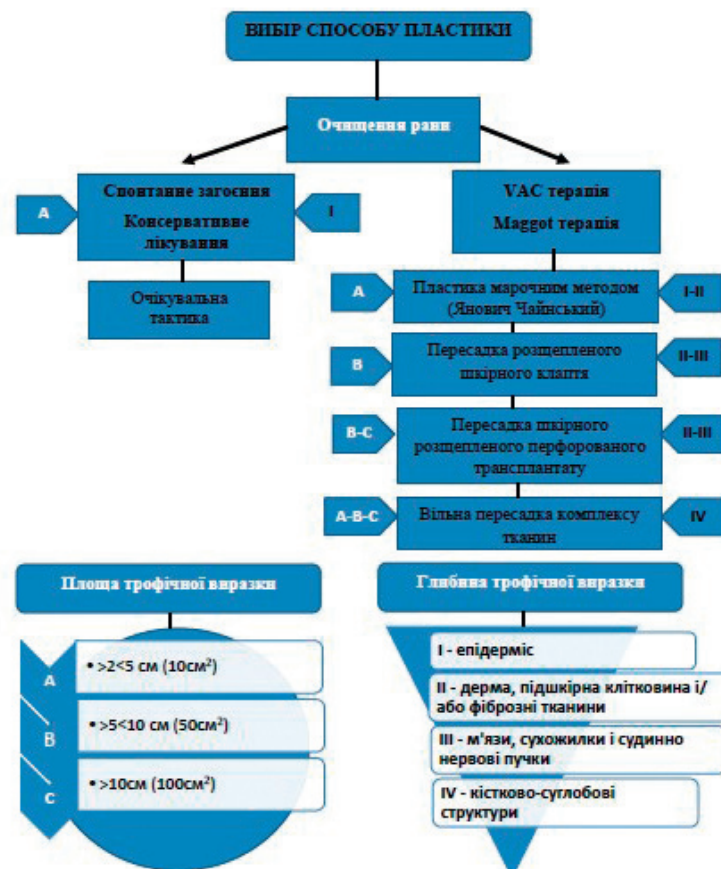 ВИБІР СПОСОБУ ПЛАСТИКИ
Очищення рани
Спонтанне загоєння
Консервативне
лікування
A
I
Очікувальна
тактика
VAC терапія
Maggot терапія
A
Пластика марочним методом
(Янович Чайнський)
I-II
B
Пересадка розщепленого
шкірного клаптя
II-III
B-C
Пересадка шкірного
розщепленого перфорованого
трансплантату
II-III
A-B-C
Вільна пересадка комплексу
тканин
IV
Площа трофічної виразки
A
• >2<5 см (10см²)
B
• >5<10 см (50см²)
C
• >10см (100см²)
Глибина трофічної виразки
I - епідерміс
II - дерма, підшкірна клітковина і/
або фіброзні тканини
III - м'язи, сухожилки і судинно
нервові пучки
IV - кістково-суглобові
структури